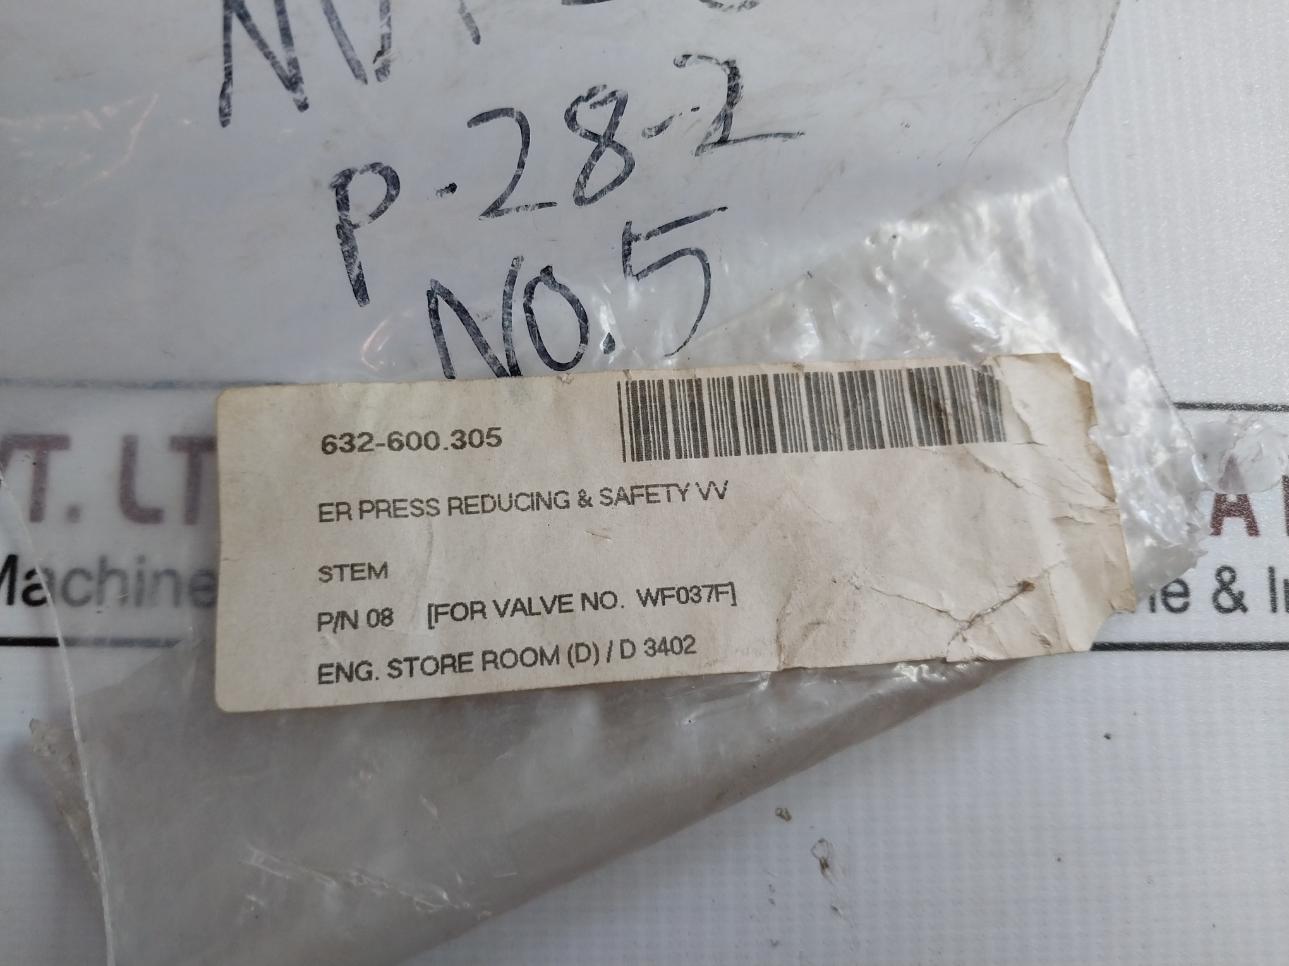 P-28-2
NO.5
632-600.305
ER PRESS REDUCING & SAFETY VV
STEM
P/N 08 [FOR VALVE NO. WF037F]
ENG. STORE ROOM (D) / D 3402
T. LT
Machine
A
& I